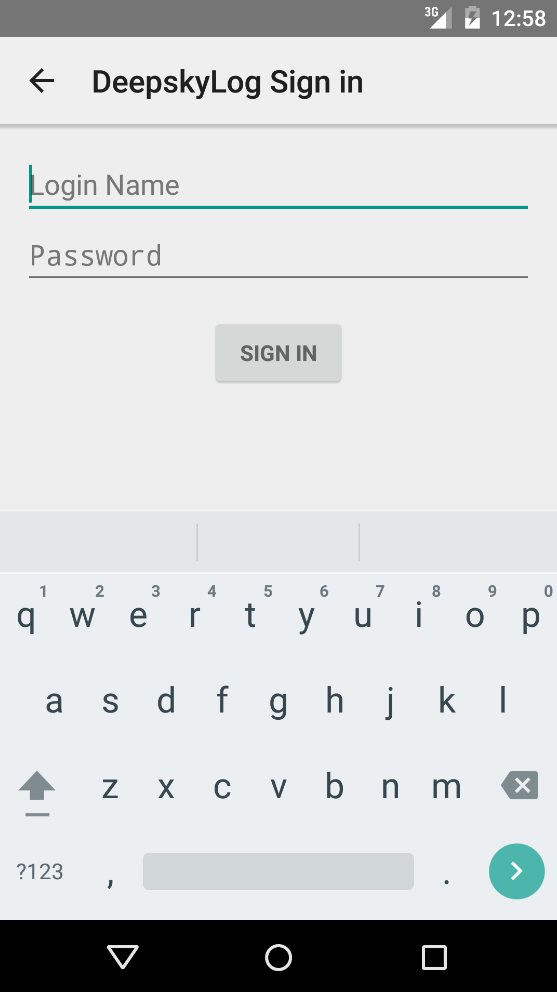 3G 12:58
DeepskyLog Sign in
Login Name
Password
SIGN IN
1 2 3 4 5 6 7 8 9 0
q w e r t y u i o p
a s d f g h j k l
z x c v b n m
?123 , .